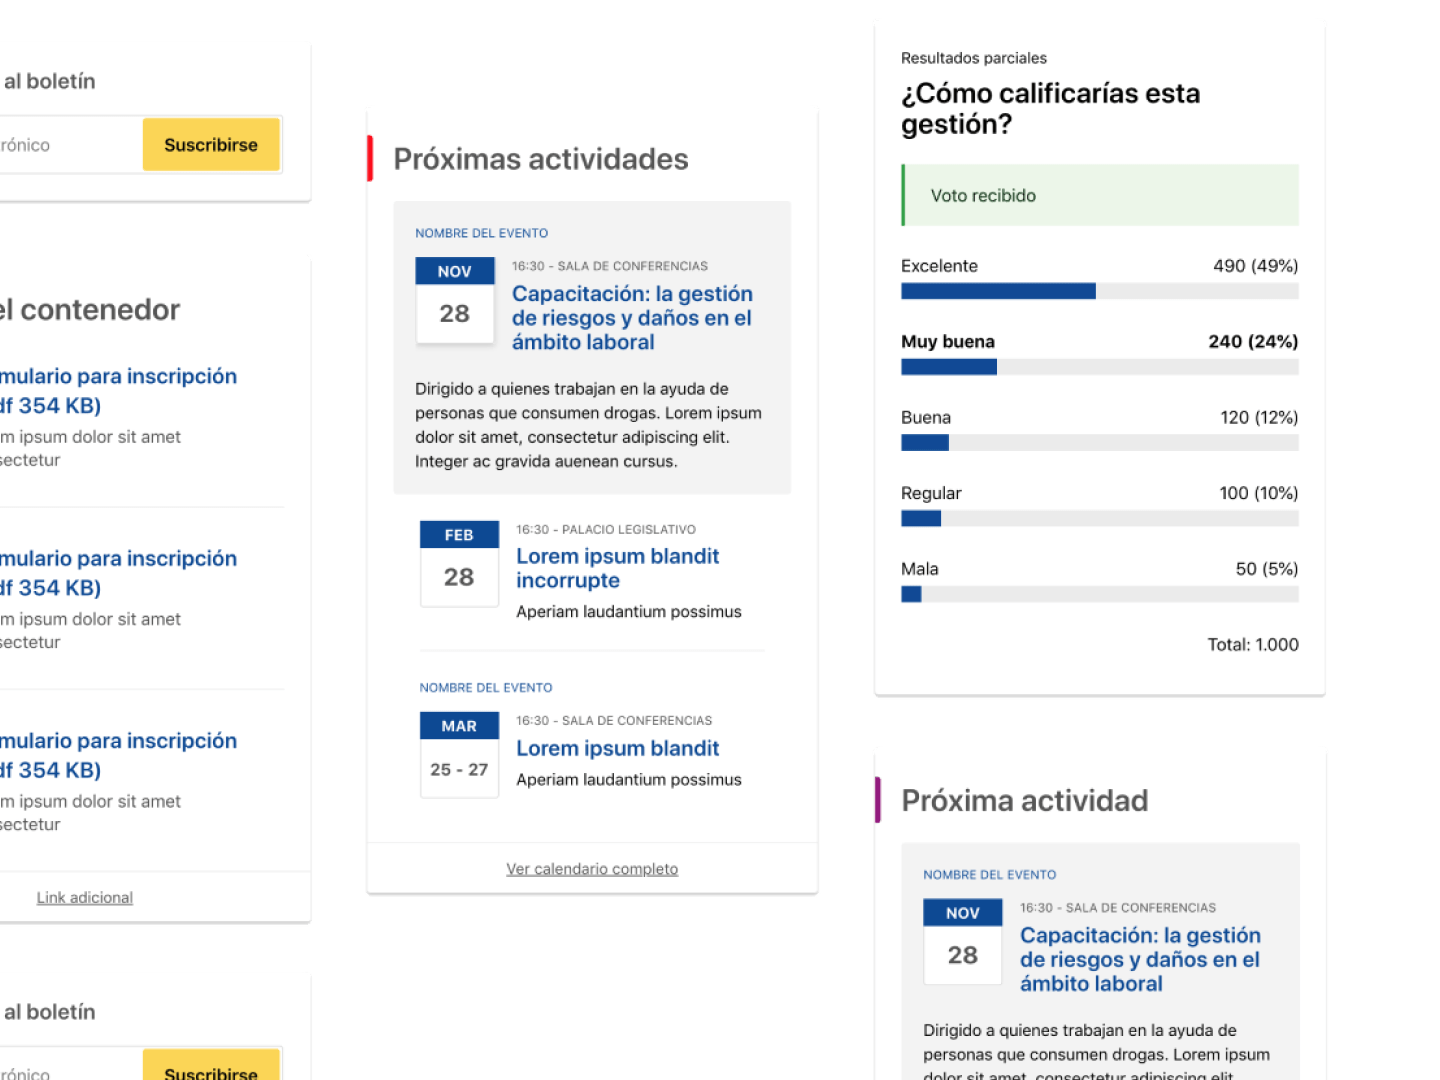 al boletín
rónico
Suscribirse
el contenedor
mulario para inscripción
df 354 KB)
m ipsum dolor sit amet
sectetur
mulario para inscripción
df 354 KB)
m ipsum dolor sit amet
sectetur
mulario para inscripción
df 354 KB)
m ipsum dolor sit amet
sectetur
Link adicional
al boletín
rónico
Suscribirse
Próximas actividades
NOMBRE DEL EVENTO
NOV
28
16:30 - SALA DE CONFERENCIAS
Capacitación: la gestión
de riesgos y daños en el
ámbito laboral
Dirigido a quienes trabajan en la ayuda de
personas que consumen drogas. Lorem ipsum
dolor sit amet, consectetur adipiscing elit.
Integer ac gravida auenean cursus.
FEB
28
16:30 - PALACIO LEGISLATIVO
Lorem ipsum blandit
incorrupte
Aperiam laudantium possimus
NOMBRE DEL EVENTO
MAR
25 - 27
16:30 - SALA DE CONFERENCIAS
Lorem ipsum blandit
Aperiam laudantium possimus
Ver calendario completo
Resultados parciales
¿Cómo calificarías esta
gestión?
Voto recibido
Excelente 490 (49%)
Muy buena 240 (24%)
Buena 120 (12%)
Regular 100 (10%)
Mala 50 (5%)
Total: 1.000
Próxima actividad
NOMBRE DEL EVENTO
NOV
28
16:30 - SALA DE CONFERENCIAS
Capacitación: la gestión
de riesgos y daños en el
ámbito laboral
Dirigido a quienes trabajan en la ayuda de
personas que consumen drogas. Lorem ipsum
dolor sit amet, consectetur adipiscing elit.